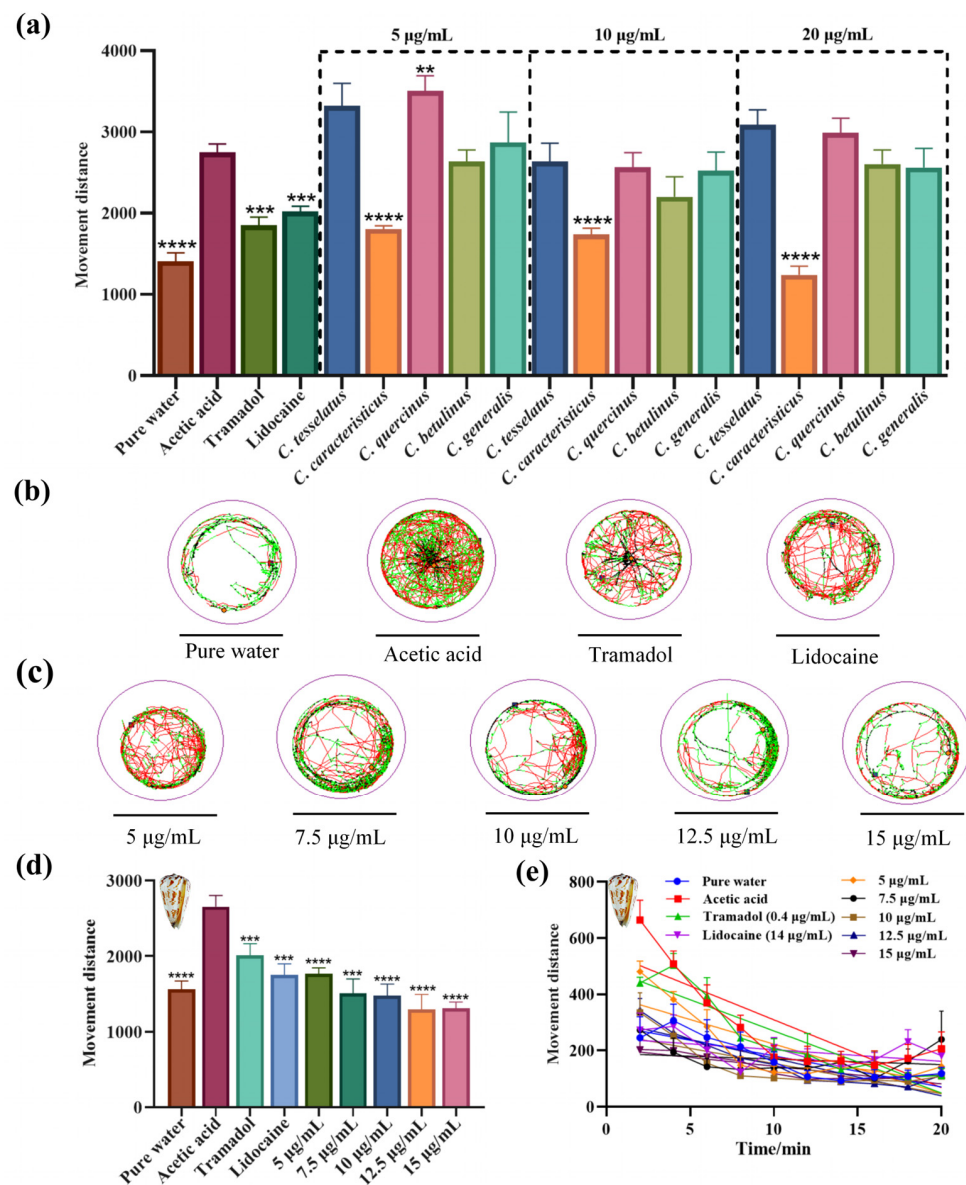 (a)
5 µg/mL
10 µg/mL
20 µg/mL
Movement distance
4000
3000
2000
1000
0
**
****
***
***
****
****
****
Pure water
Acetic acid
Tramadol
Lidocaine
C. tesselatus
C. caracteristicus
C. quercinus
C. betulinus
C. generalis
C. tesselatus
C. caracteristicus
C. quercinus
C. betulinus
C. generalis
C. tesselatus
C. caracteristicus
C. quercinus
C. betulinus
C. generalis
(b)
Pure water
Acetic acid
Tramadol
Lidocaine
(c)
5 µg/mL
7.5 µg/mL
10 µg/mL
12.5 µg/mL
15 µg/mL
(d)
Movement distance
3000
2000
1000
0
****
***
***
****
***
****
****
****
Pure water
Acetic acid
Tramadol
Lidocaine
5 µg/mL
7.5 µg/mL
10 µg/mL
12.5 µg/mL
15 µg/mL
(e)
Movement distance
800
600
400
200
0
Pure water
Acetic acid
Tramadol (0.4 µg/mL)
Lidocaine (14 µg/mL)
5 µg/mL
7.5 µg/mL
10 µg/mL
12.5 µg/mL
15 µg/mL
0
5
10
15
20
Time/min